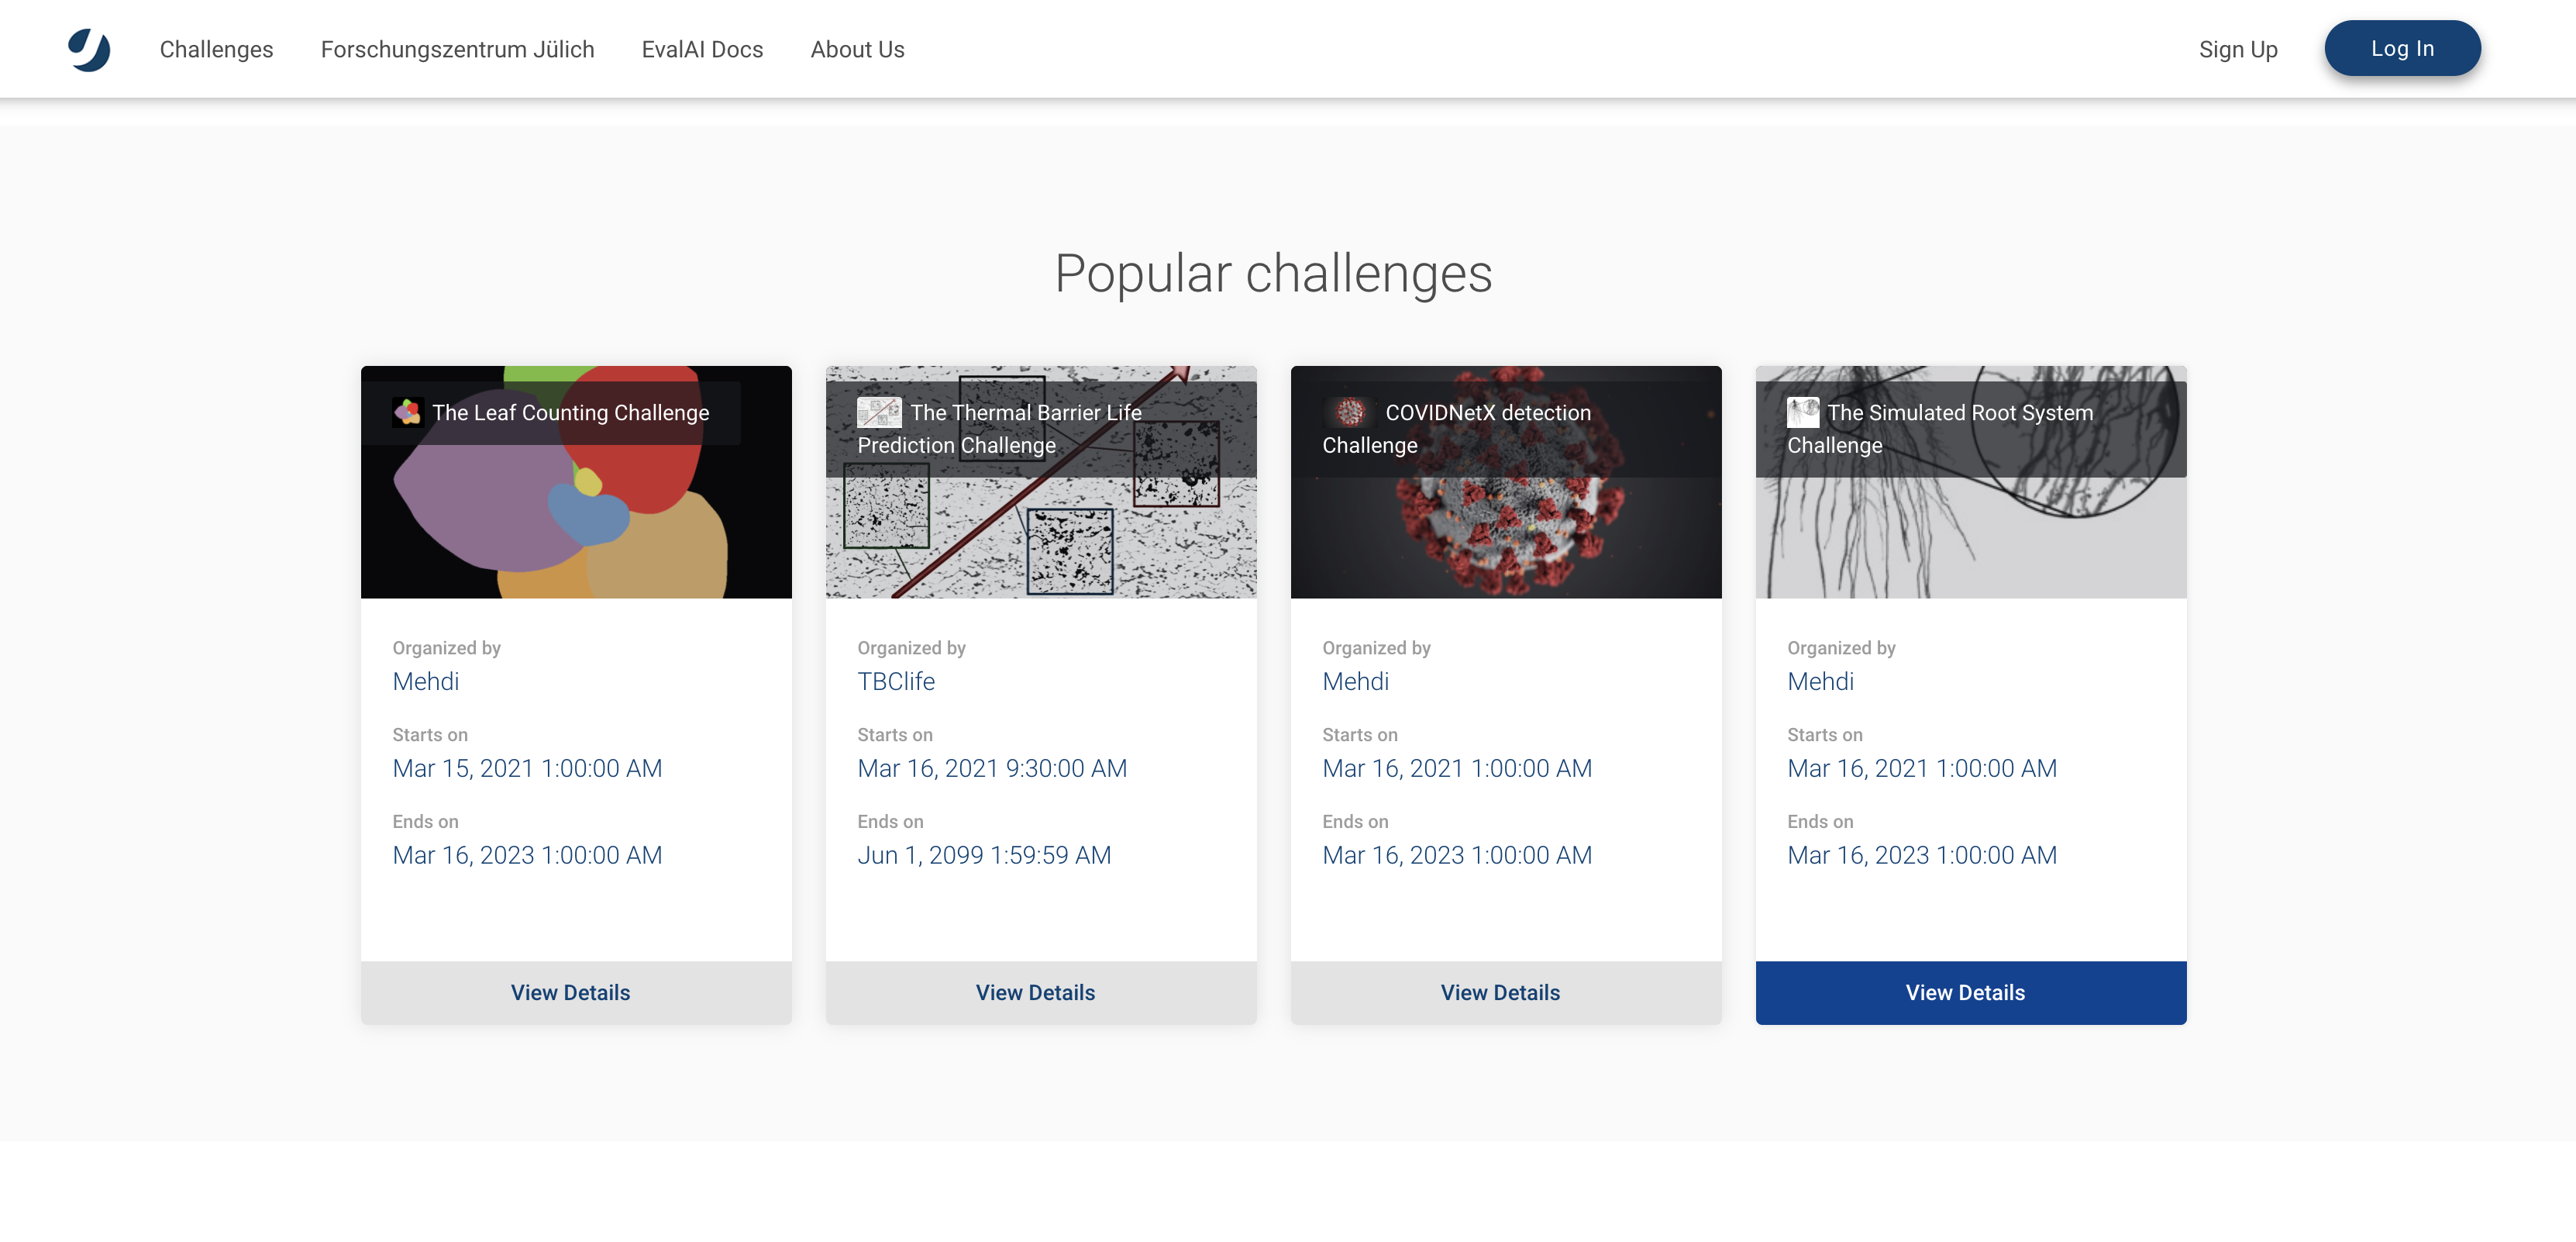 Challenges Forschungszentrum Jülich EvalAI Docs About Us Sign Up Log In
Popular challenges
The Leaf Counting Challenge
Organized by
Mehdi
Starts on
Mar 15, 2021 1:00:00 AM
Ends on
Mar 16, 2023 1:00:00 AM
View Details
The Thermal Barrier Life
Prediction Challenge
Organized by
TBClife
Starts on
Mar 16, 2021 9:30:00 AM
Ends on
Jun 1, 2099 1:59:59 AM
View Details
COVIDNetX detection
Challenge
Organized by
Mehdi
Starts on
Mar 16, 2021 1:00:00 AM
Ends on
Mar 16, 2023 1:00:00 AM
View Details
The Simulated Root System
Challenge
Organized by
Mehdi
Starts on
Mar 16, 2021 1:00:00 AM
Ends on
Mar 16, 2023 1:00:00 AM
View Details